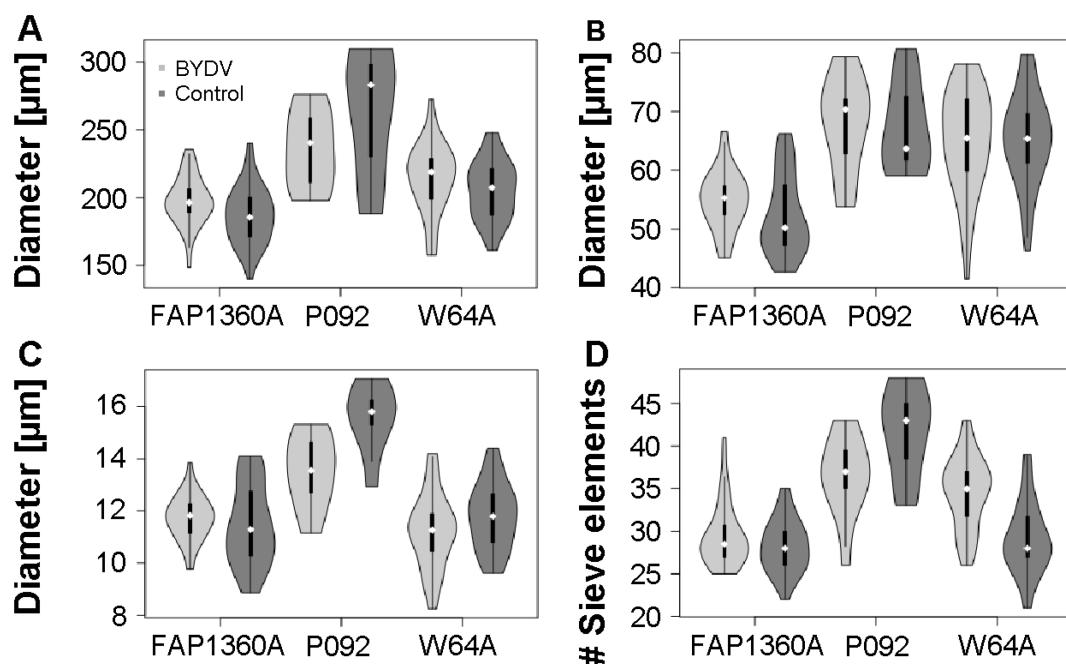 A
Diameter [µm]
300
250
200
150
BYDV
Control
FAP1360A P092 W64A
B
Diameter [µm]
80
70
60
50
40
FAP1360A P092 W64A
C
Diameter [µm]
16
14
12
10
8
FAP1360A P092 W64A
D
# Sieve elements
45
40
35
30
25
20
FAP1360A P092 W64A